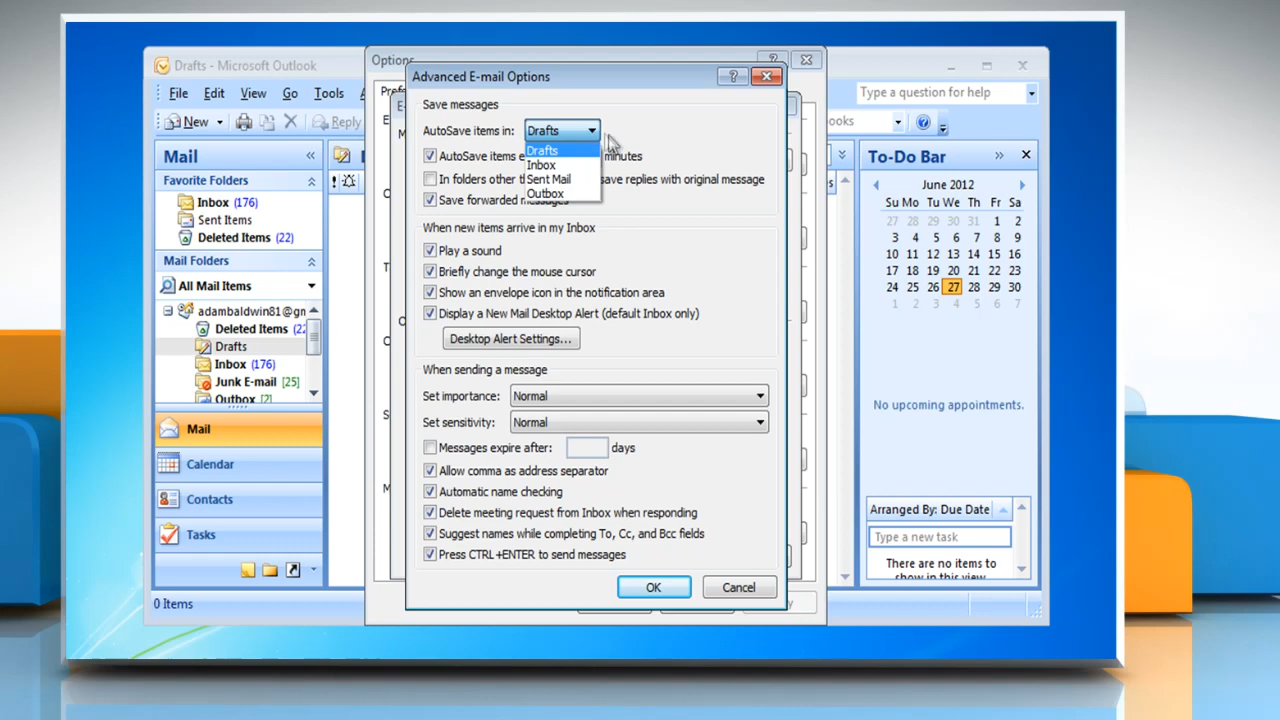 Drafts - Microsoft Outlook
File Edit View Go Tools
Type a question for help
New
Reply
Mail
Favorite Folders
Inbox (176)
Sent Items
Deleted Items (22)
Mail Folders
All Mail Items
adambaldwin81@gm
Deleted Items
Drafts
Inbox (176)
Junk E-mail [25]
Outbox [2]
Mail
Calendar
Contacts
Tasks
0 Items
Options
Advanced E-mail Options
Save messages
AutoSave items in: Drafts
Drafts
Inbox
Sent Mail
Outbox
AutoSave items e minutes
In folders other t save replies with original message
Save forwarded messages
When new items arrive in my Inbox
Play a sound
Briefly change the mouse cursor
Show an envelope icon in the notification area
Display a New Mail Desktop Alert (default Inbox only)
Desktop Alert Settings...
When sending a message
Set importance: Normal
Set sensitivity: Normal
Messages expire after: days
Allow comma as address separator
Automatic name checking
Delete meeting request from Inbox when responding
Suggest names while completing To, Cc, and Bcc fields
Press CTRL+ENTER to send messages
OK Cancel
To-Do Bar
June 2012
Su Mo Tu We Th Fr Sa
27 28 29 30 31 1 2
3 4 5 6 7 8 9
10 11 12 13 14 15 16
17 18 19 20 21 22 23
24 25 26 27 28 29 30
1 2 3 4 5 6 7
No upcoming appointments.
Arranged By: Due Date
Type a new task
There are no items to
show in this view.